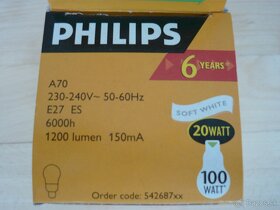 PHILIPS
6 YEARS
A70
230-240V~ 50-60Hz
E27 ES
6000h
1200 lumen 150mA
SOFT WHITE
20WATT
100
WATT
Order code: 542687xx